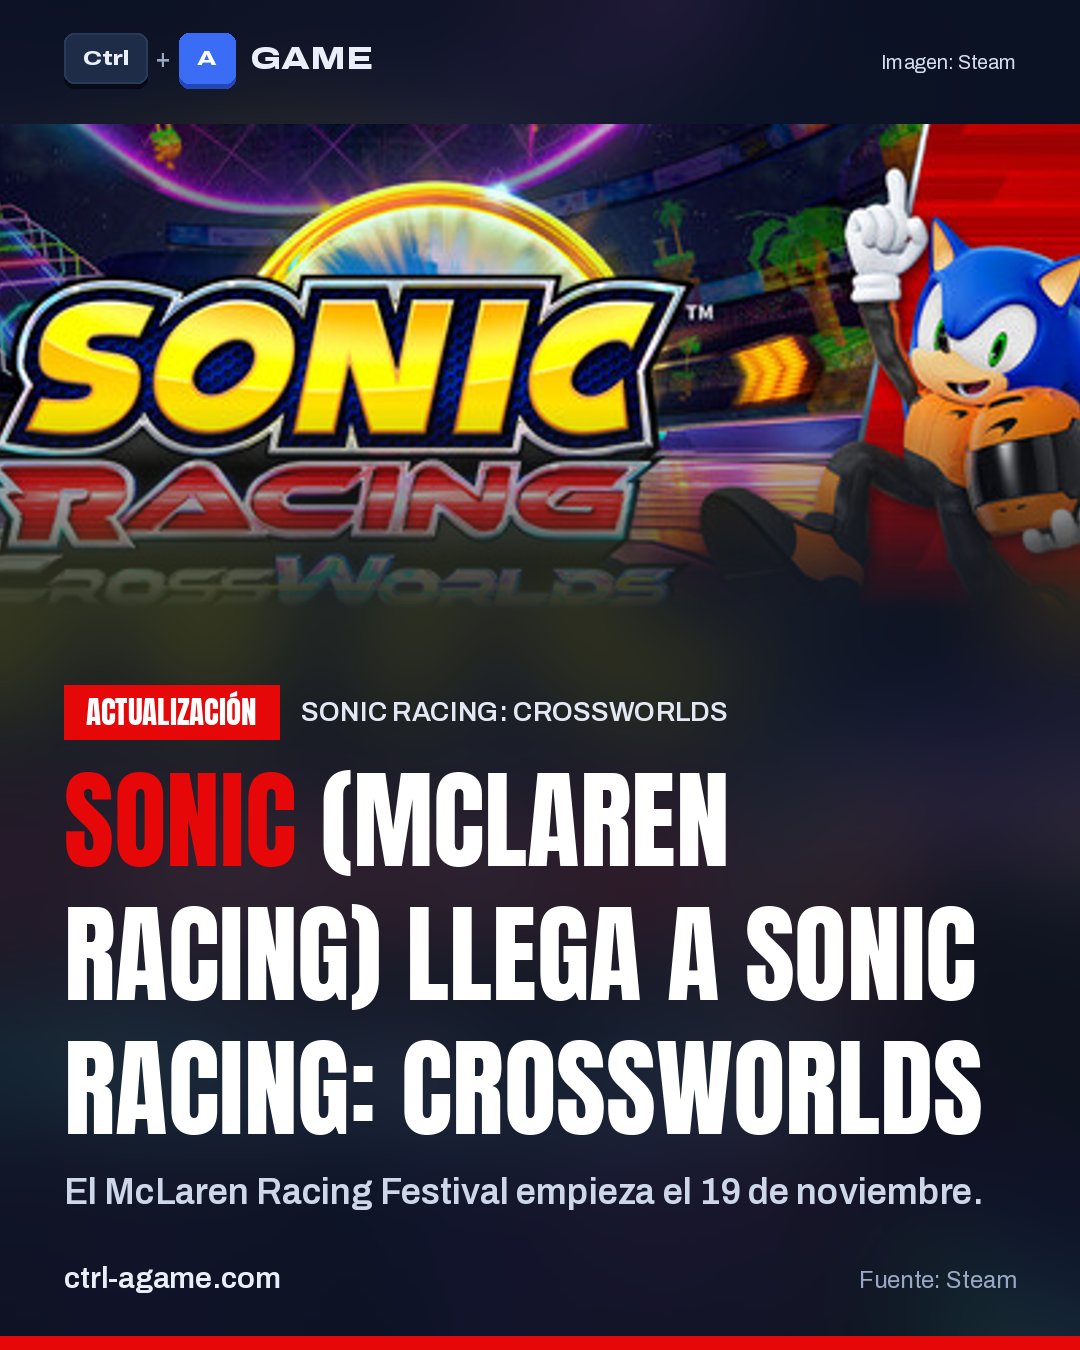 Ctrl + A GAME
Imagen: Steam
SONIC™
RACING
CROSSWORLDS
ACTUALIZACIÓN SONIC RACING: CROSSWORLDS
SONIC (MCLAREN
RACING) LLEGA A SONIC
RACING: CROSSWORLDS
El McLaren Racing Festival empieza el 19 de noviembre.
ctrl-agame.com
Fuente: Steam